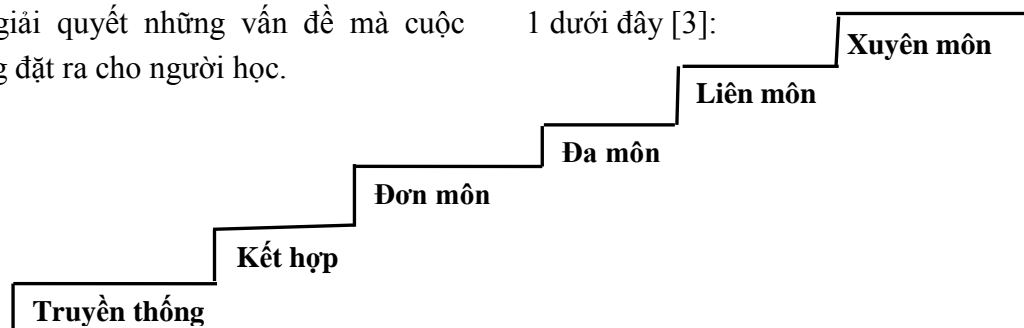 giải quyết những vấn đề mà cuộc
g đặt ra cho người học.
1 dưới đây [3]:
Xuyên môn
Liên môn
Đa môn
Đơn môn
Kết hợp
Truyền thống